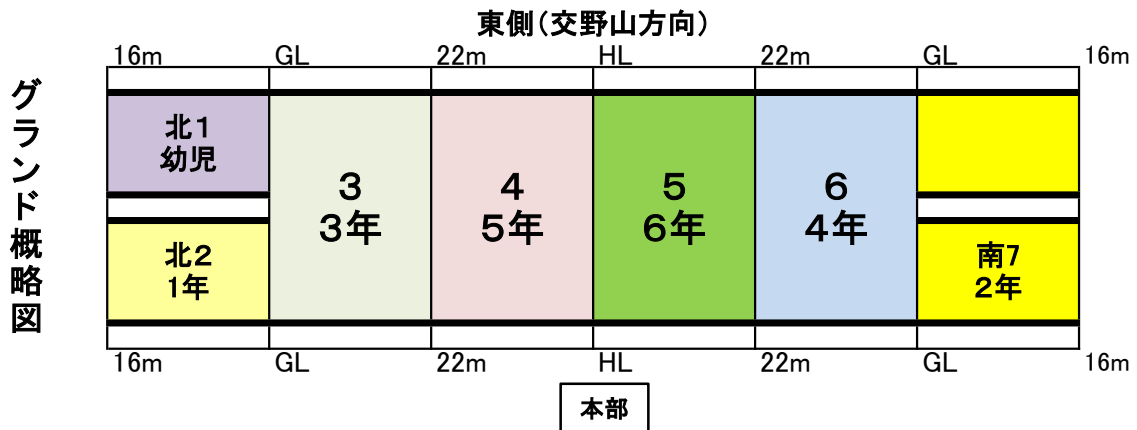 東側(交野山方向)
16m GL 22m HL 22m GL 16m
グランド概略図
北1
幼児
3
3年
4
5年
5
6年
6
4年
北2
1年
南7
2年
16m GL 22m HL 22m GL 16m
本部